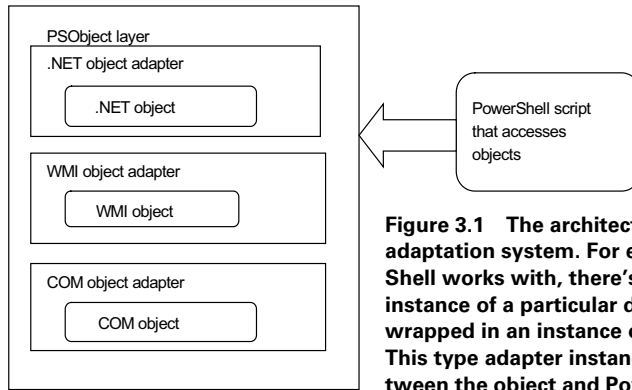 PSObject layer
.NET object adapter
.NET object
WMI object adapter
WMI object
COM object adapter
COM object
PowerShell script
that accesses
objects
Figure 3.1 The architect
adaptation system. For e
Shell works with, there's
instance of a particular d
wrapped in an instance
This type adapter instan
tween the object and Po